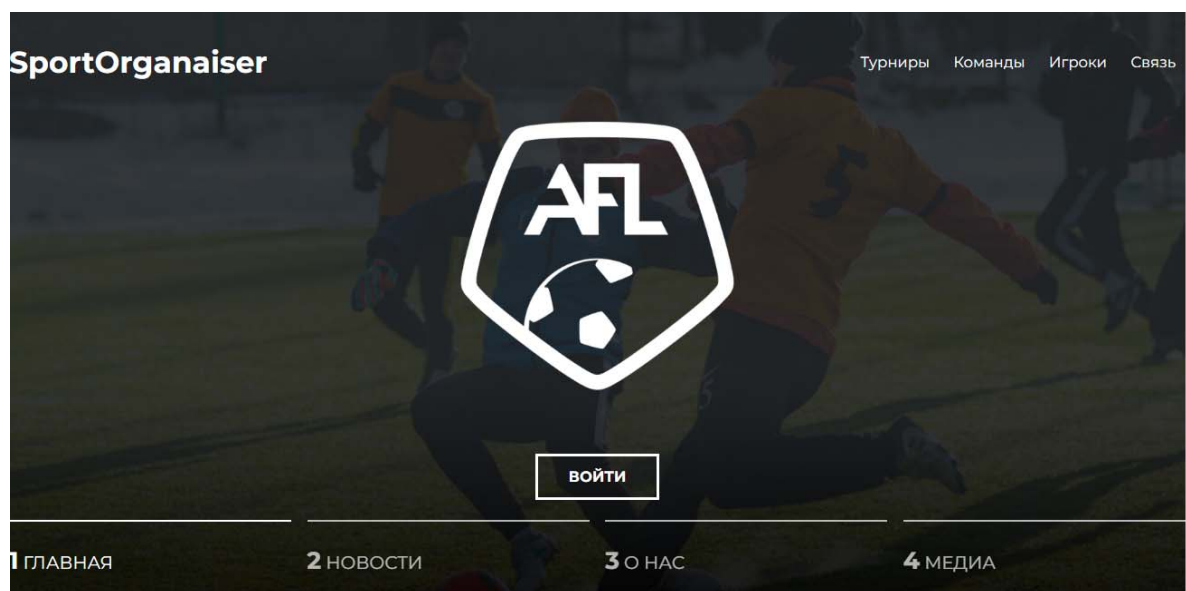 SportOrganaiser
Турниры Команды Игроки Связь
AFL
ВОЙТИ
1 ГЛАВНАЯ 2 НОВОСТИ 3 О НАС 4 МЕДИА